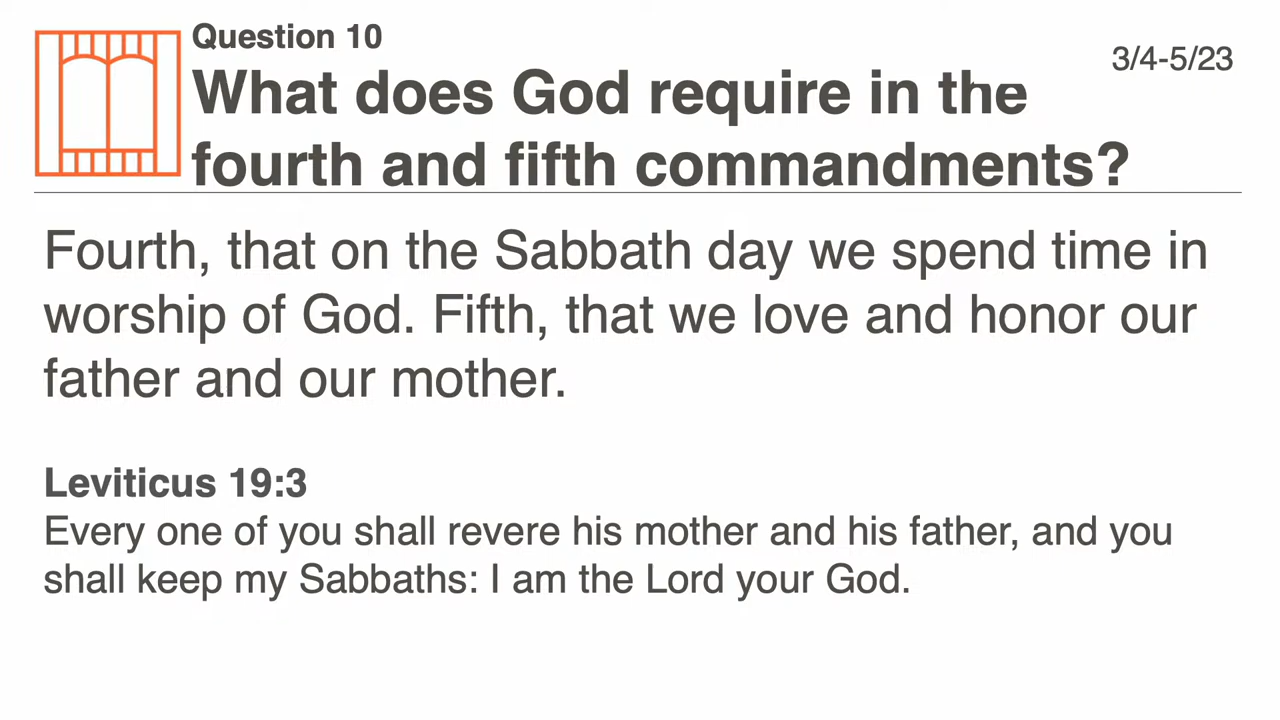 Question 10
3/4-5/23
What does God require in the
fourth and fifth commandments?
Fourth, that on the Sabbath day we spend time in
worship of God. Fifth, that we love and honor our
father and our mother.
Leviticus 19:3
Every one of you shall revere his mother and his father, and you
shall keep my Sabbaths: I am the Lord your God.